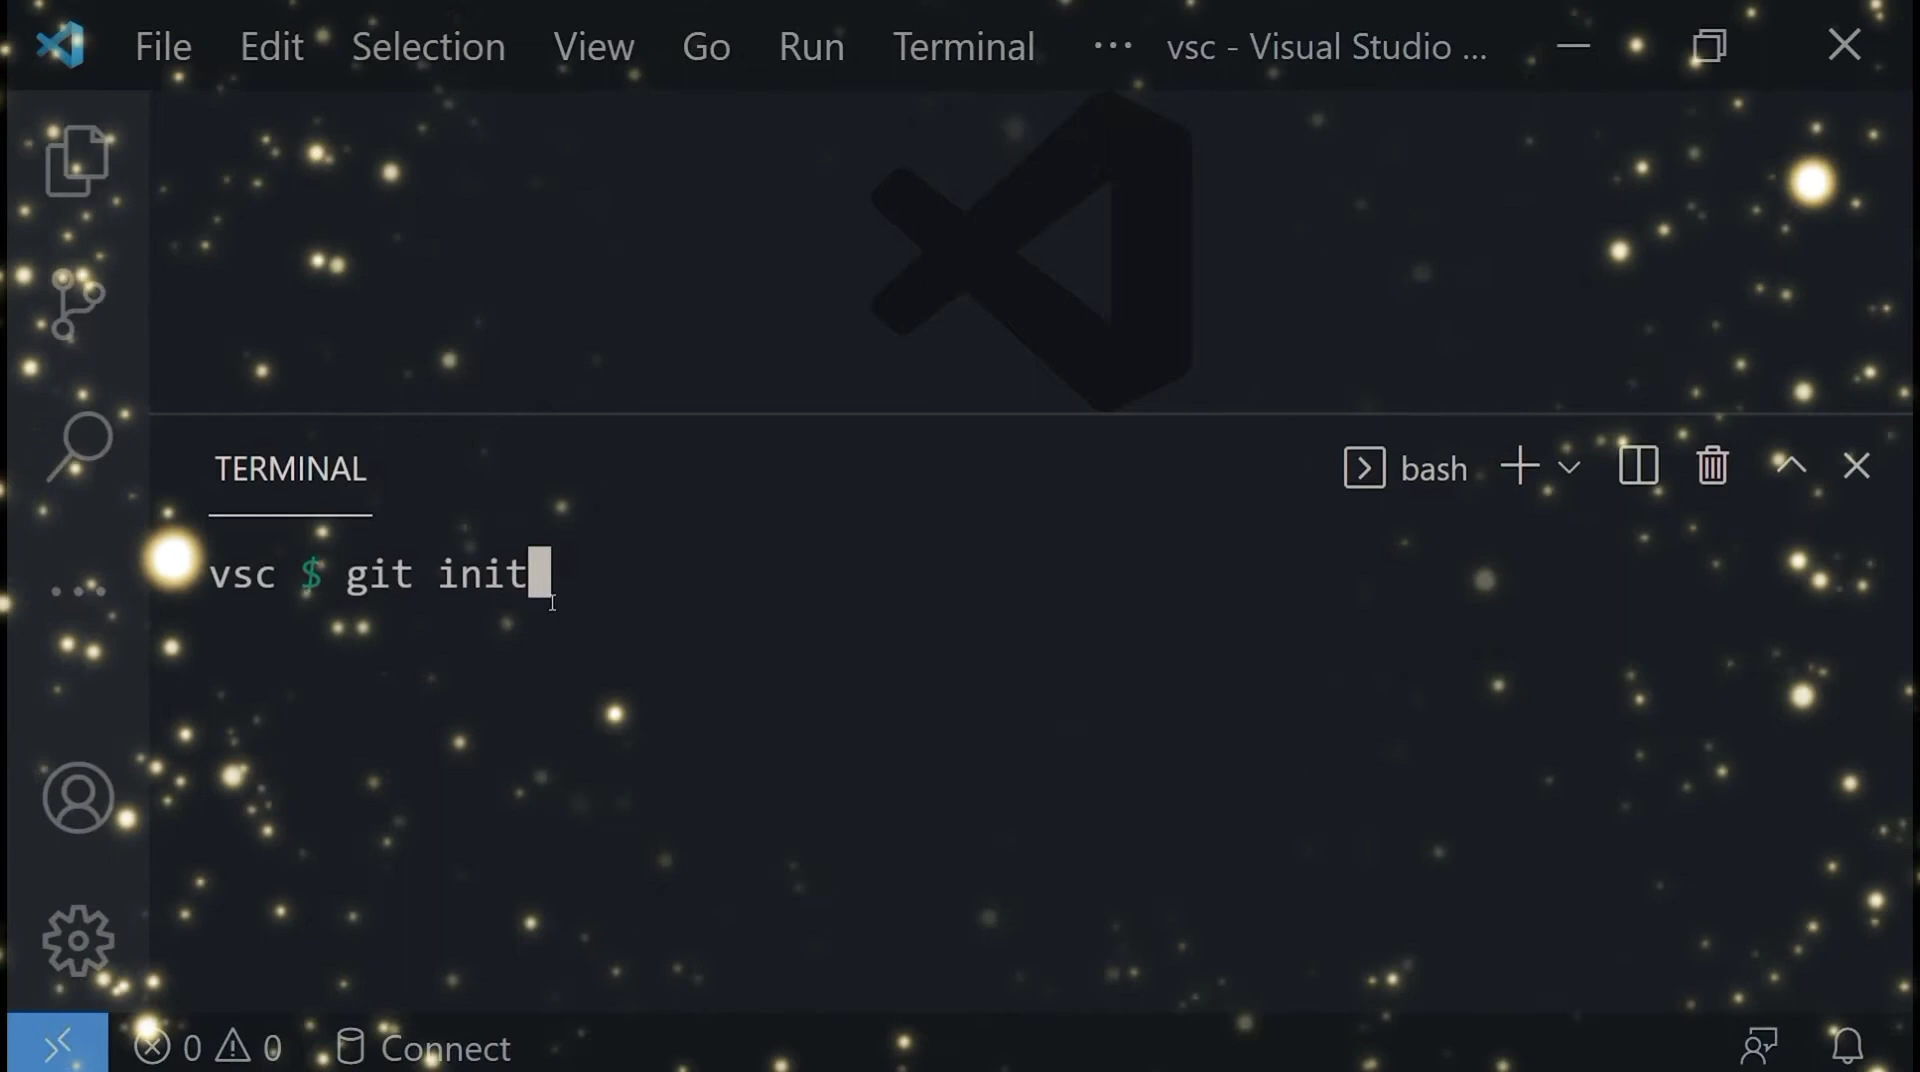 File Edit Selection View Go Run Terminal ... vsc - Visual Studio ...
TERMINAL
bash
vsc $ git init
0 0 Connect